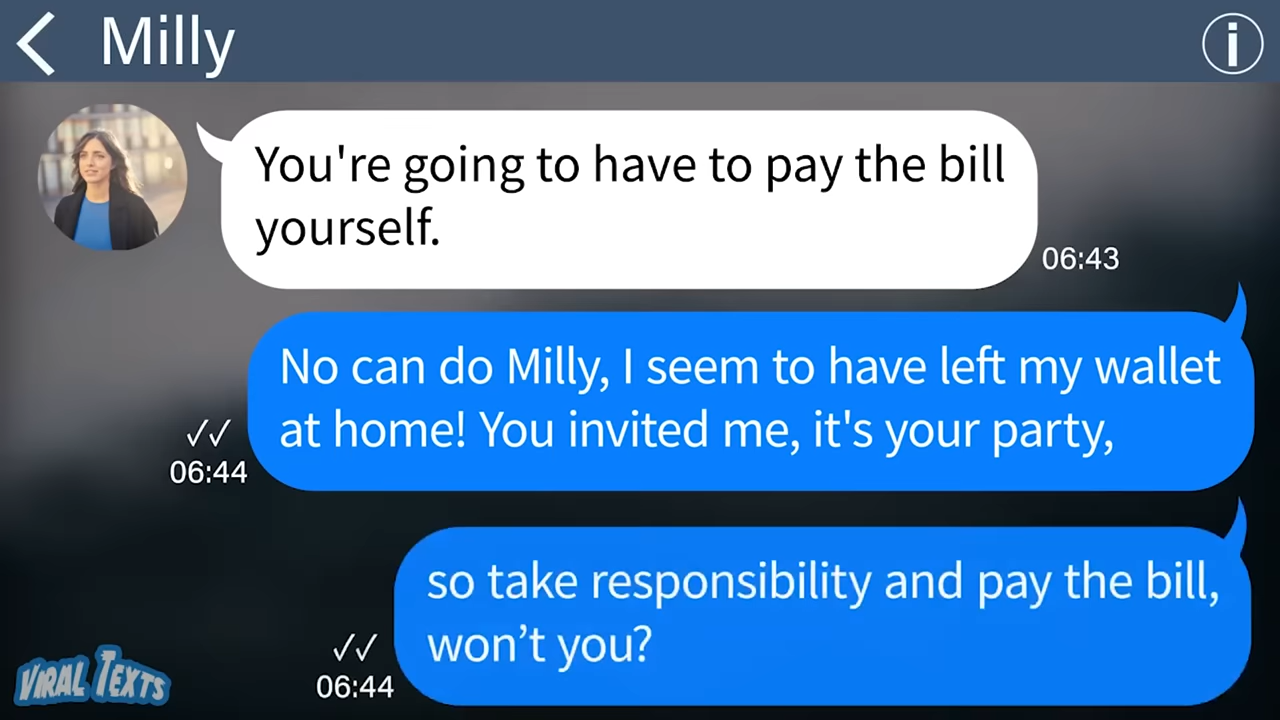 Milly
i
You're going to have to pay the bill
yourself.
06:43
No can do Milly, I seem to have left my wallet
at home! You invited me, it's your party,
06:44
so take responsibility and pay the bill,
won’t you?
06:44
VIRAL TEXTS